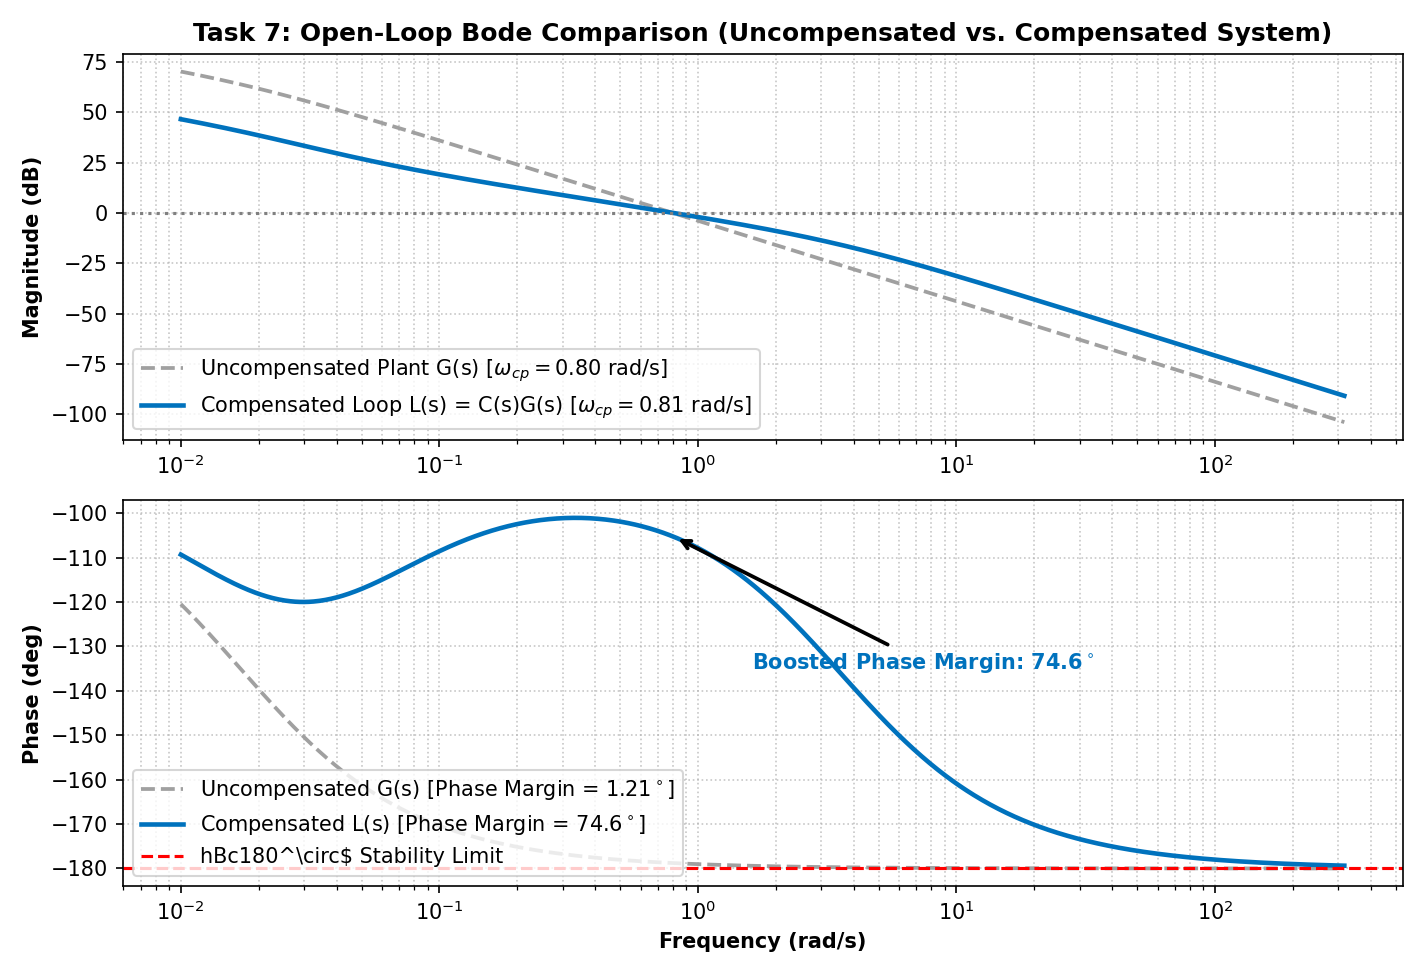 Task 7: Open-Loop Bode Comparison (Uncompensated vs. Compensated System)
Magnitude (dB)
75
50
25
0
−25
−50
−75
−100
Uncompensated Plant G(s) [ω_cp = 0.80 rad/s]
Compensated Loop L(s) = C(s)G(s) [ω_cp = 0.81 rad/s]
10⁻²
10⁻¹
10⁰
10¹
10²
Phase (deg)
−100
−110
−120
−130
−140
−150
−160
−170
−180
Boosted Phase Margin: 74.6°
Uncompensated G(s) [Phase Margin = 1.21°]
Compensated L(s) [Phase Margin = 74.6°]
hBc180^\circ$ Stability Limit
10⁻²
10⁻¹
10⁰
10¹
10²
Frequency (rad/s)